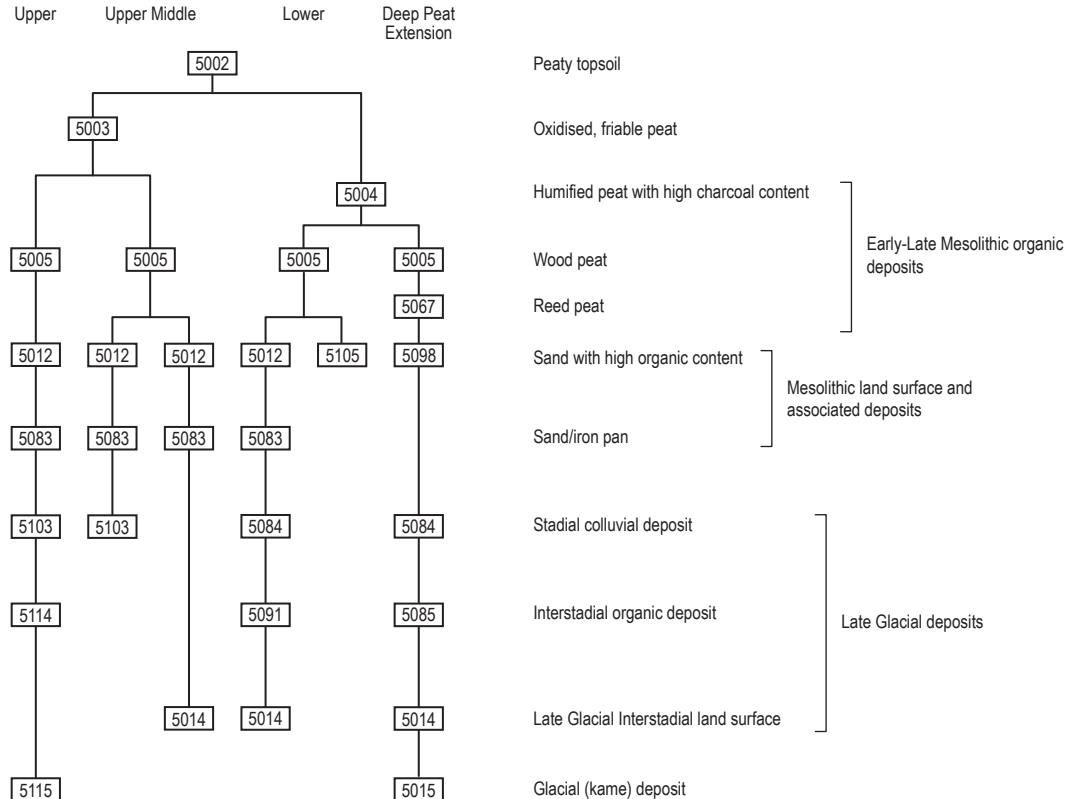 Upper Upper Middle Lower Deep Peat
Extension
5002 Peaty topsoil
5003 Oxidised, friable peat
5004 Humified peat with high charcoal content
Early-Late Mesolithic organic
deposits
5005 5005 5005 5005 Wood peat
5067 Reed peat
5012 5012 5012 5012 5105 5098 Sand with high organic content
Mesolithic land surface and
associated deposits
5083 5083 5083 5083 Sand/iron pan
5103 5103 5084 5084 Stadial colluvial deposit
5114 5091 5085 Interstadial organic deposit
Late Glacial deposits
5014 5014 5014 Late Glacial Interstadial land surface
5115 5015 Glacial (kame) deposit